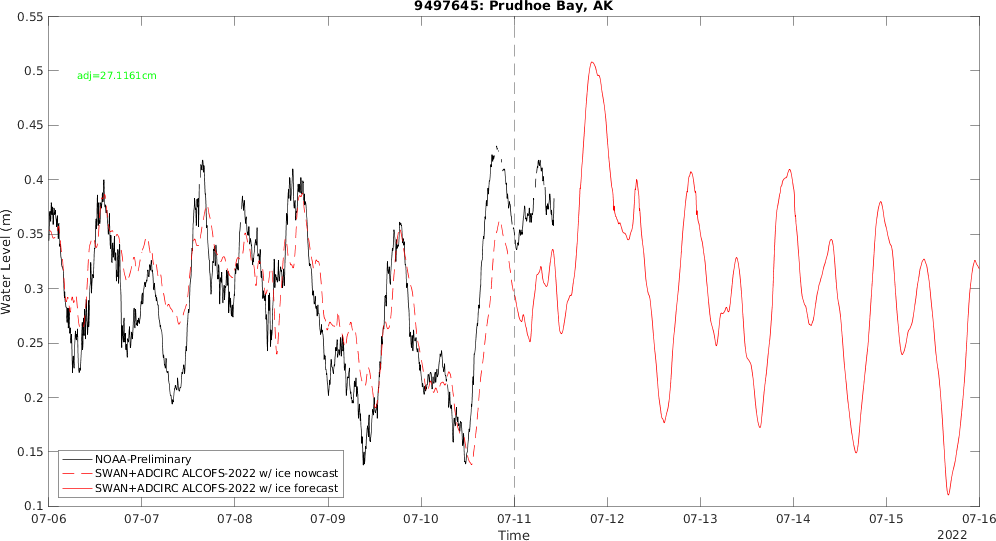 9497645: Prudhoe Bay, AK
0.55
0.5
0.45
0.4
0.35
0.3
0.25
0.2
0.15
0.1
Water Level (m)
adj=27.1161cm
NOAA-Preliminary
SWAN+ADCIRC ALCOFS-2022 w/ ice nowcast
SWAN+ADCIRC ALCOFS-2022 w/ ice forecast
07-06 07-07 07-08 07-09 07-10 07-11 07-12 07-13 07-14 07-15 07-16
Time
2022